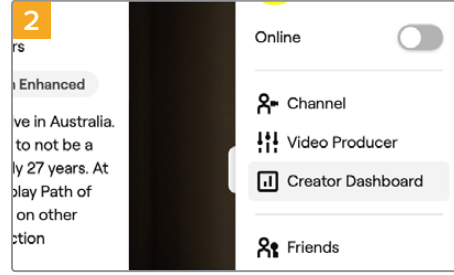 2
rs
Enhanced
ve in Australia.
to not be a
ly 27 years. At
play Path of
on other
ction
Online
Channel
Video Producer
Creator Dashboard
Friends